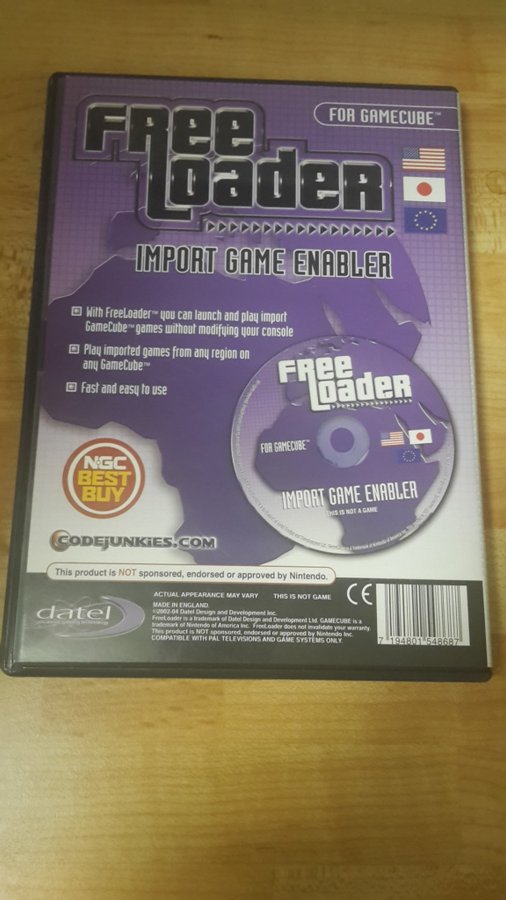 FREE LOADER
FOR GAMECUBE™
IMPORT GAME ENABLER
With FreeLoader™ you can launch and play import
GameCube™ games without modifying your console
Play imported games from any region on
any GameCube™
Fast and easy to use
FREE LOADER
FOR GAMECUBE™
IMPORT GAME ENABLER
THIS IS NOT A GAME
NGC
BEST
BUY
CODEJUNKIES.COM
This product is NOT sponsored, endorsed or approved by Nintendo.
datel
ACTUAL APPEARANCE MAY VARY THIS IS NOT GAME
CE
MADE IN ENGLAND.
©2002-04 Datel Design and Development Inc.
FreeLoader is a trademark of Datel Design and Development Ltd. GAMECUBE is a
trademark of Nintendo of America Inc. FreeLoader does not invalidate your warranty.
This product is NOT sponsored, endorsed or approved by Nintendo Inc.
COMPATIBLE WITH PAL TELEVISIONS AND GAME SYSTEMS ONLY.
7 194801 548687